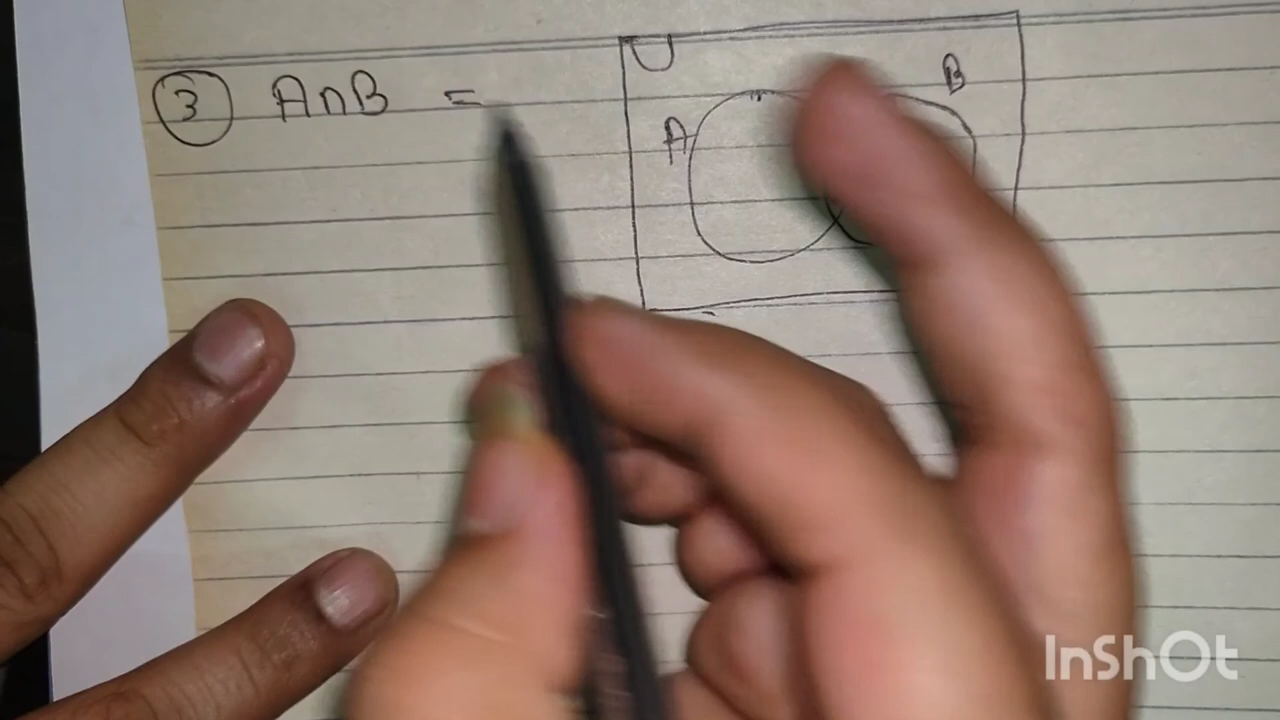 ③ A∩B =
U
A
B
InShOt